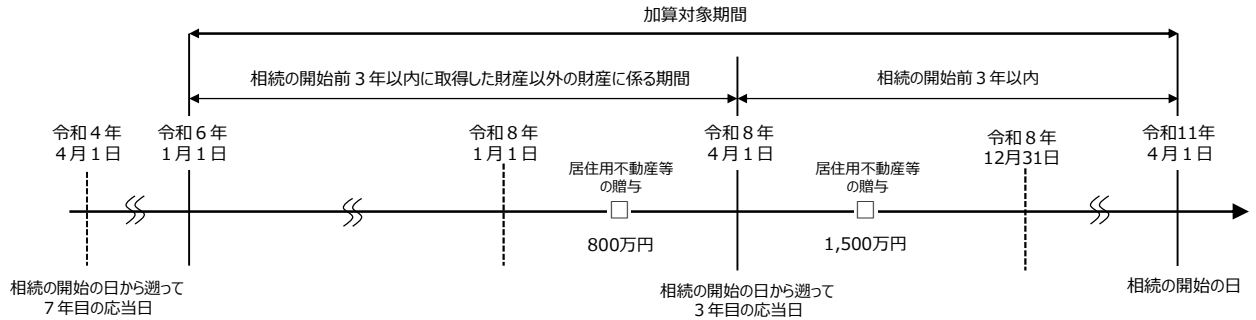 加算対象期間
相続の開始前３年以内に取得した財産以外の財産に係る期間
相続の開始前３年以内
令和４年
４月１日
令和６年
１月１日
令和８年
１月１日
居住用不動産等
の贈与
令和８年
４月１日
居住用不動産等
の贈与
令和８年
12月31日
令和11年
４月１日
800万円
1,500万円
相続の開始の日から遡って
７年目の応当日
相続の開始の日から遡って
３年目の応当日
相続の開始の日